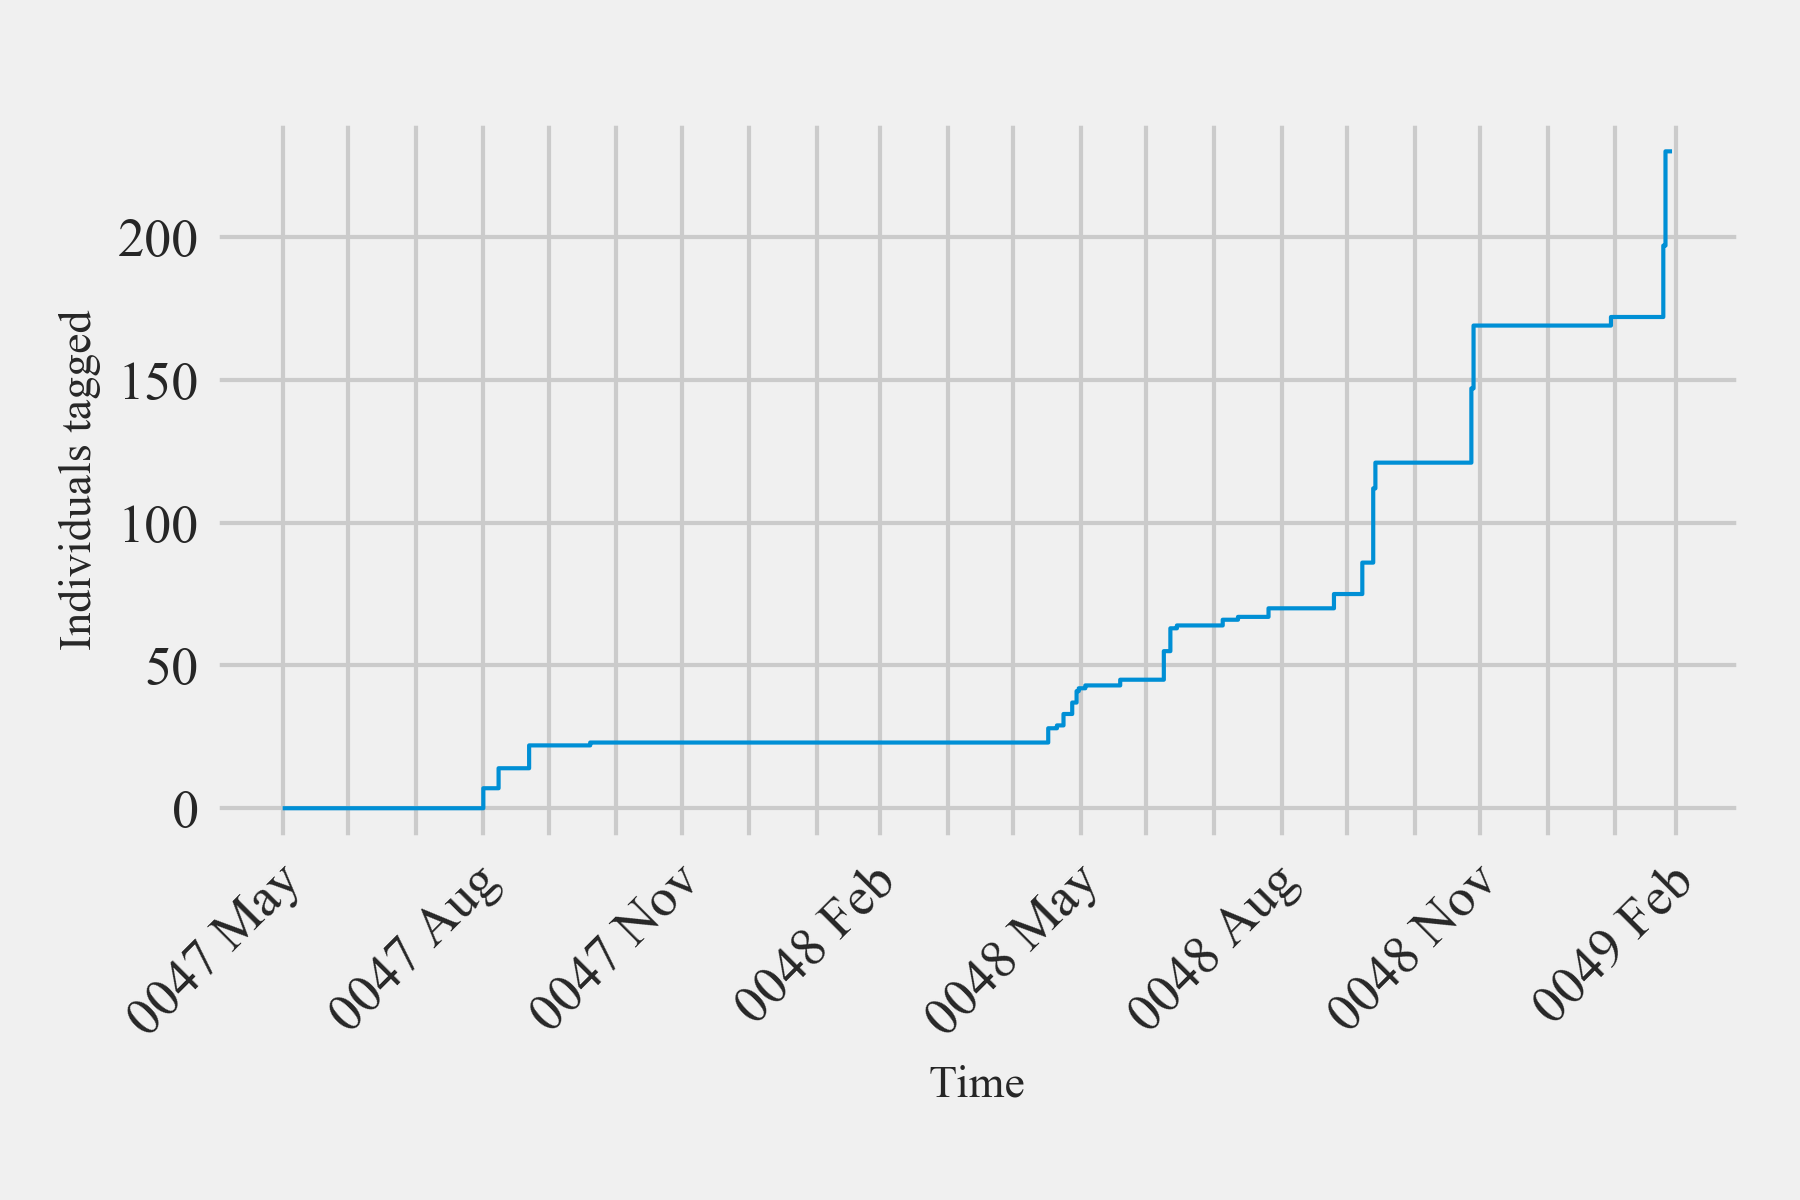 200
150
100
50
0
Individuals tagged
0047 May
0047 Aug
0047 Nov
0048 Feb
0048 May
0048 Aug
0048 Nov
0049 Feb
Time